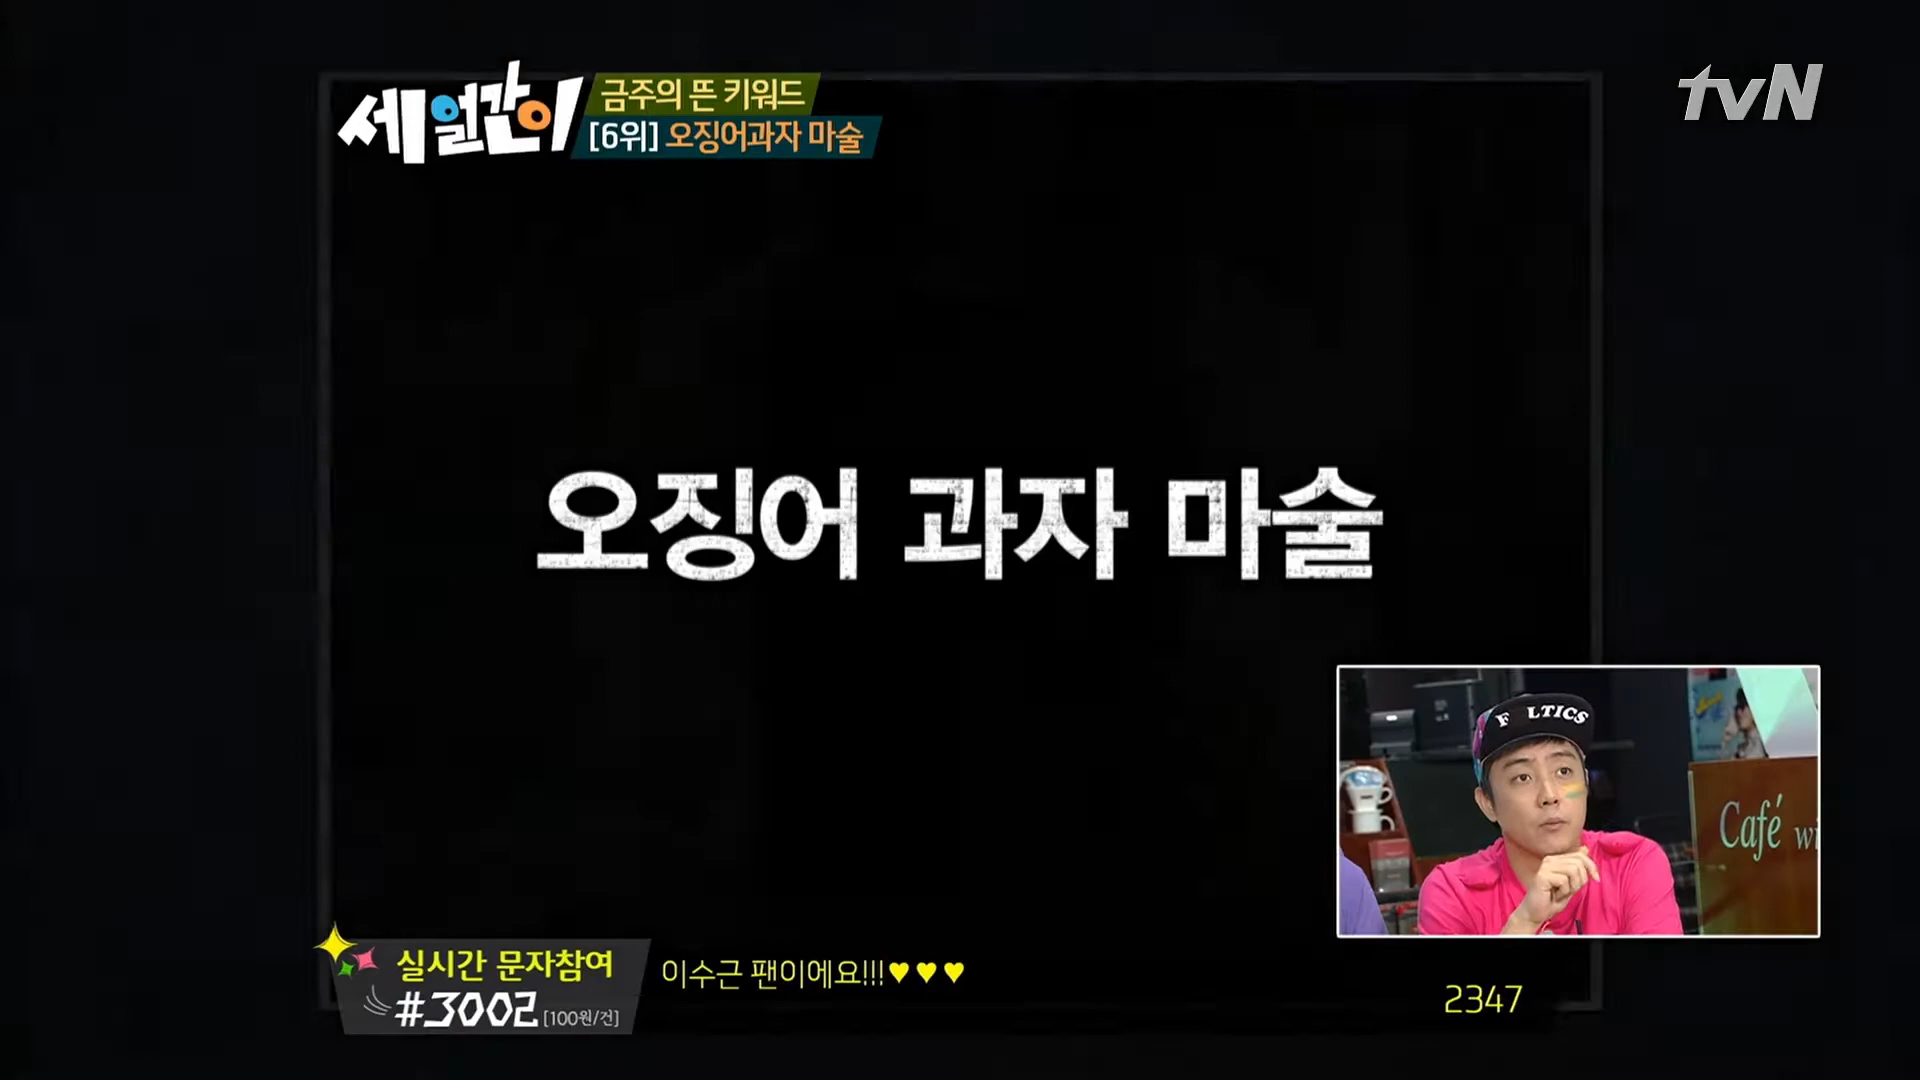 세얼간이
금주의 뜬 키워드
[6위] 오징어과자 마술
tvN
오징어 과자 마술
F LTICS
Café wi
실시간 문자참여
#3002 [100원/건]
이수근 팬이에요!!!♥♥♥
2347